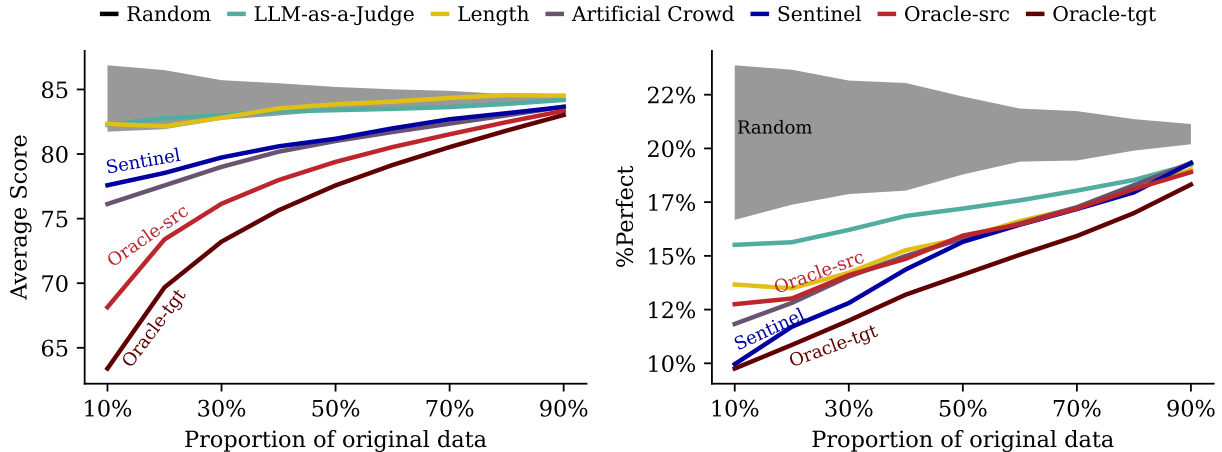 Random LLM-as-a-Judge Length Artificial Crowd Sentinel Oracle-src Oracle-tgt
Average Score
85
80
75
70
65
Sentinel
Oracle-src
Oracle-tgt
10% 30% 50% 70% 90%
Proportion of original data
%Perfect
22%
20%
17%
15%
12%
10%
Random
Oracle-src
Sentinel
Oracle-tgt
10% 30% 50% 70% 90%
Proportion of original data